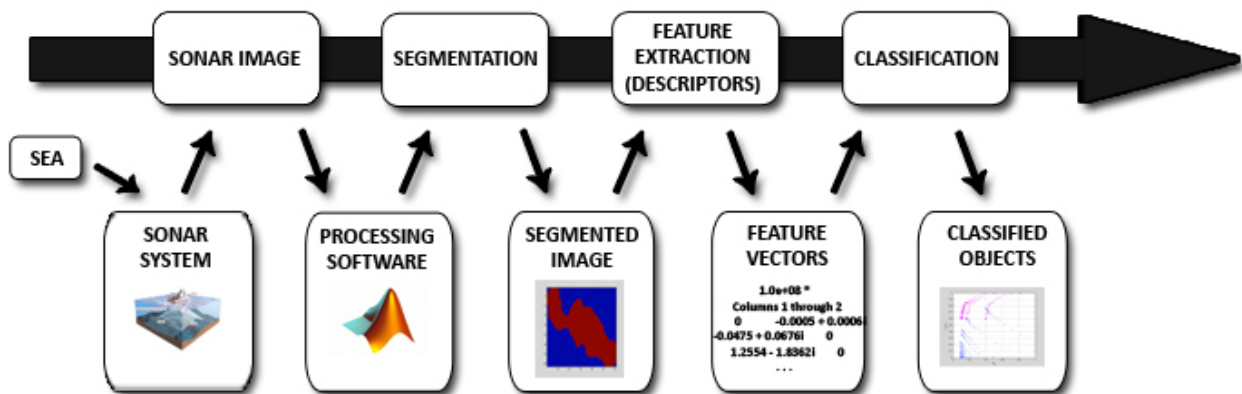 SONAR IMAGE
SEGMENTATION
FEATURE
EXTRACTION
(DESCRIPTORS)
CLASSIFICATION
SEA
SONAR
SYSTEM
PROCESSING
SOFTWARE
SEGMENTED
IMAGE
FEATURE
VECTORS
1.0e+08 *
Columns 1 through 2
0 -0.0005 + 0.0006i
-0.0475 + 0.0676i 0
1.2554 - 1.8362i 0
. . .
CLASSIFIED
OBJECTS